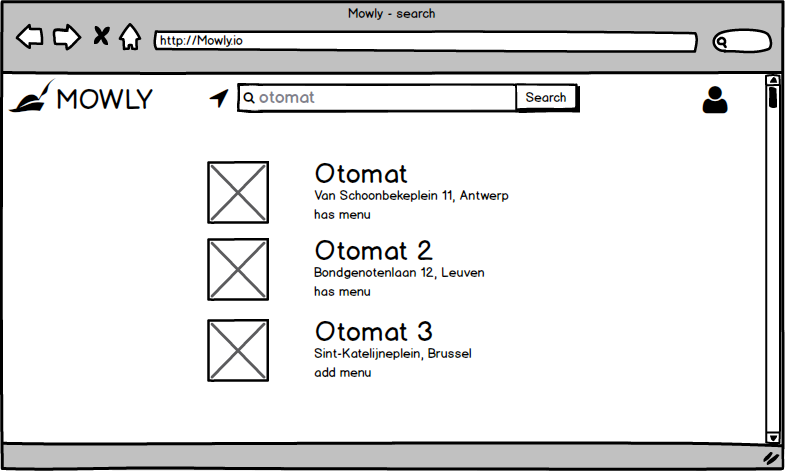 Mowly - search
http://Mowly.io
MOWLY
otomat
Search
Otomat
Van Schoonbekeplein 11, Antwerp
has menu
Otomat 2
Bondgenotenlaan 12, Leuven
has menu
Otomat 3
Sint-Katelijneplein, Brussel
add menu